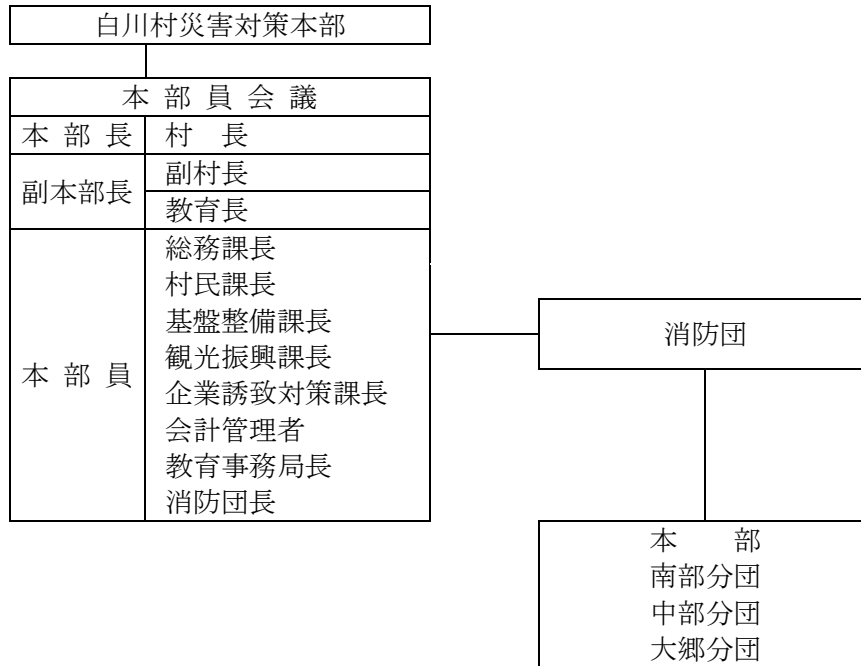 白川村災害対策本部
本 部 員 会 議
本 部 長 村　長
副本部長 副村長
教育長
総務課長
村民課長
基盤整備課長
観光振興課長
本 部 員
企業誘致対策課長
会計管理者
教育事務局長
消防団長
消防団
本　　部
南部分団
中部分団
大郷分団